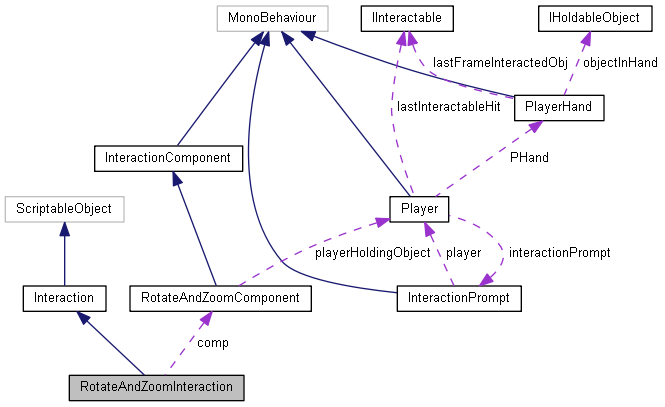 MonoBehaviour
IInteractable
IHoldableObject
lastFrameInteractedObj
objectInHand
lastInteractableHit
PlayerHand
InteractionComponent
PHand
ScriptableObject
Player
playerHoldingObject
player
interactionPrompt
Interaction
RotateAndZoomComponent
InteractionPrompt
comp
RotateAndZoomInteraction